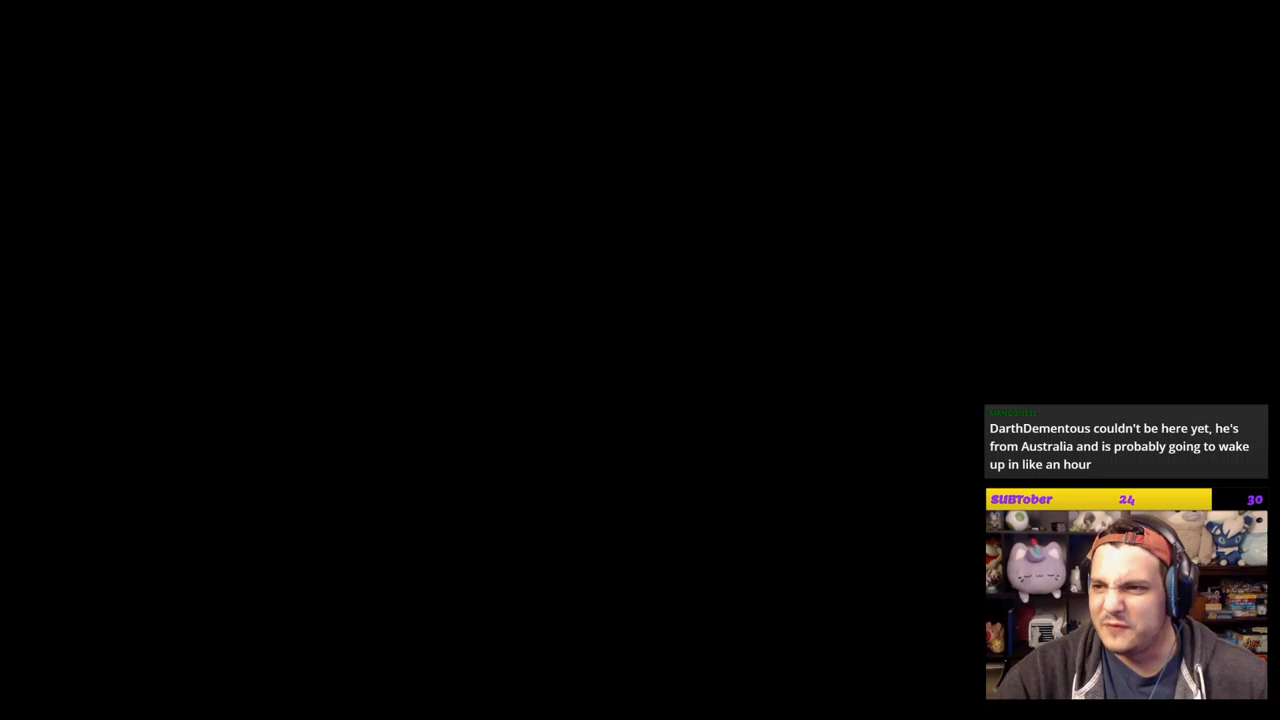 DarthDementous couldn't be here yet, he's
from Australia and is probably going to wake
up in like an hour
SUBTober 24 30